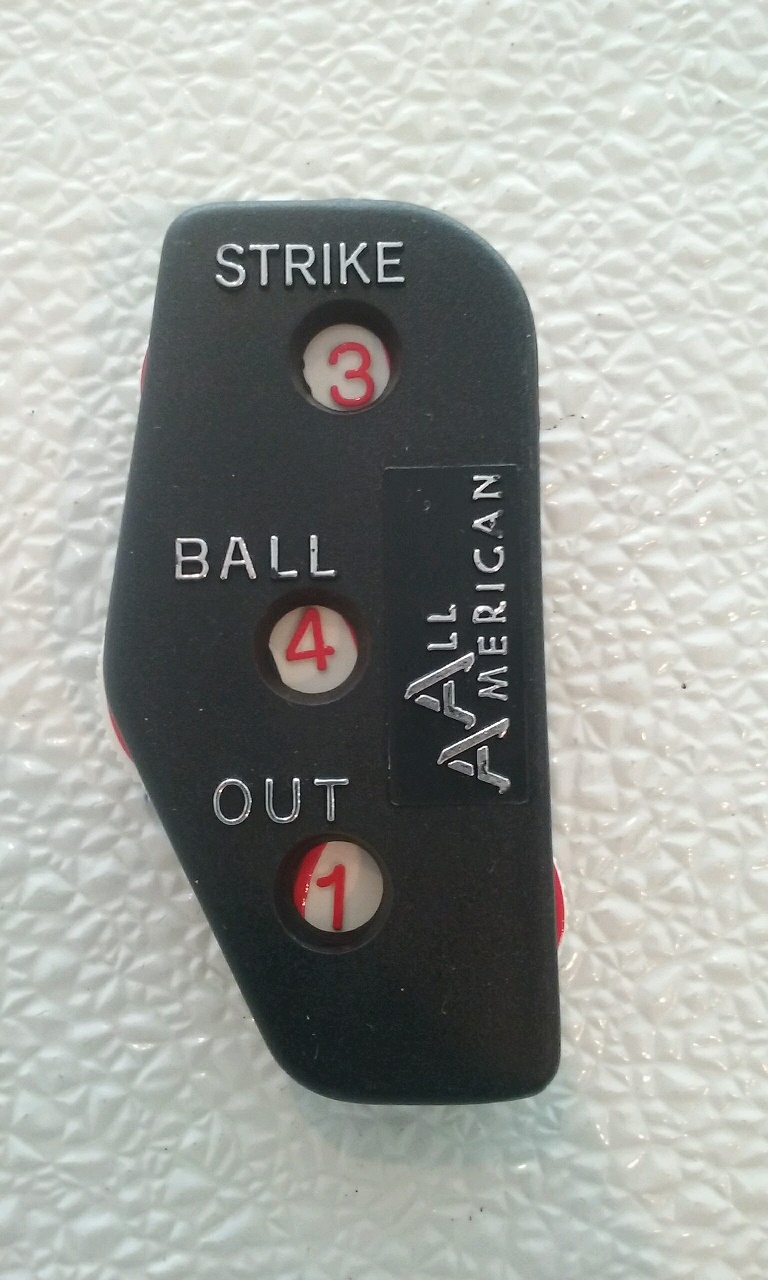 STRIKE
3
BALL
4
OUT
1
ALL
AMERICAN